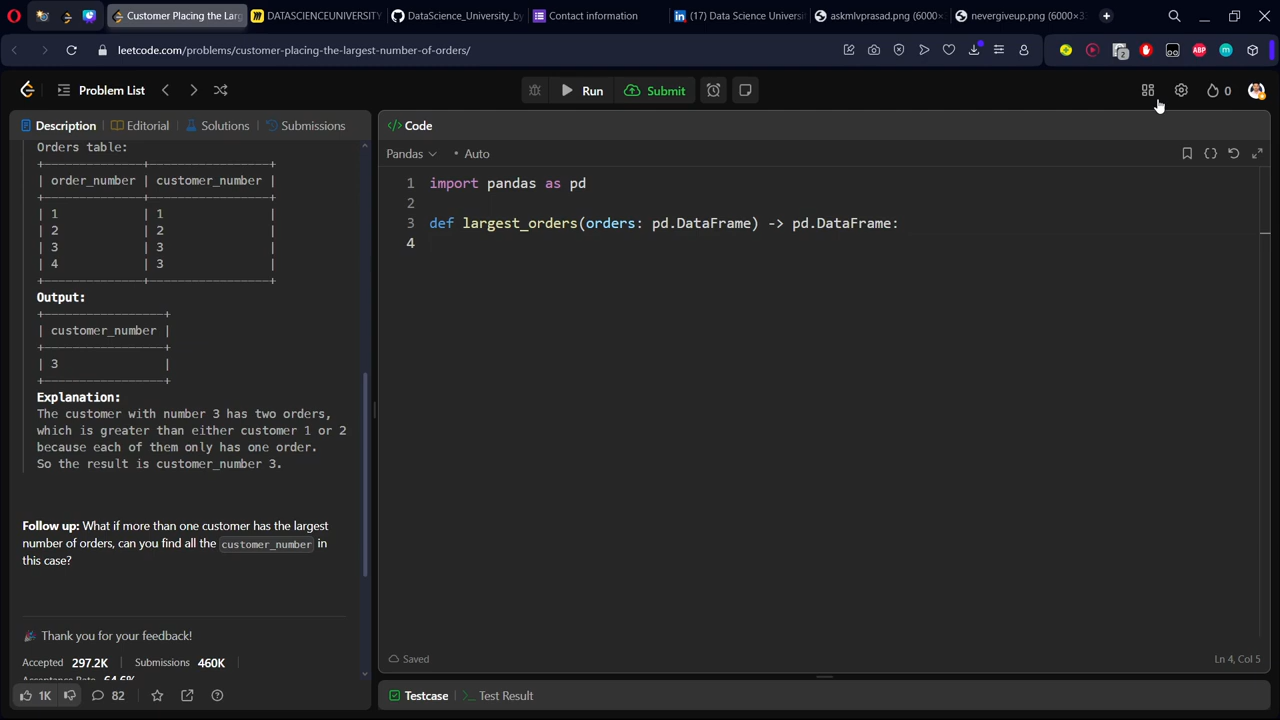 Customer Placing the Larg
DATASCIENCEUNIVERSITY
DataScience_University_by
Contact information
(17) Data Science Universit
askmlvprasad.png (6000×
nevergiveup.png (6000×3
leetcode.com/problems/customer-placing-the-largest-number-of-orders/
2
ABP
m
Problem List
Run
Submit
0
Description
Editorial
Solutions
Submissions
</> Code
Pandas
• Auto
Orders table:
+--------------+-----------------+
| order_number | customer_number |
+--------------+-----------------+
| 1            | 1               |
| 2            | 2               |
| 3            | 3               |
| 4            | 3               |
+--------------+-----------------+
Output:
+-----------------+
| customer_number |
+-----------------+
| 3               |
+-----------------+
Explanation:
The customer with number 3 has two orders,
which is greater than either customer 1 or 2
because each of them only has one order.
So the result is customer_number 3.
Follow up: What if more than one customer has the largest
number of orders, can you find all the customer_number in
this case?
Thank you for your feedback!
Accepted 297.2K | Submissions 460K
Acceptance Rate 64.6%
1K
82
1 import pandas as pd
2
3 def largest_orders(orders: pd.DataFrame) -> pd.DataFrame:
4
Saved
Ln 4, Col 5
Testcase
>_ Test Result